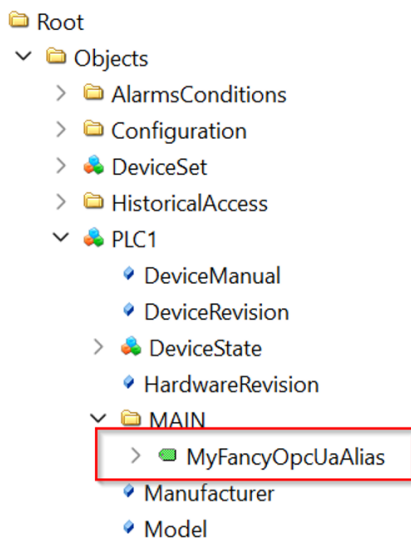 Root
Objects
AlarmsConditions
Configuration
DeviceSet
HistoricalAccess
PLC1
DeviceManual
DeviceRevision
DeviceState
HardwareRevision
MAIN
MyFancyOpcUaAlias
Manufacturer
Model